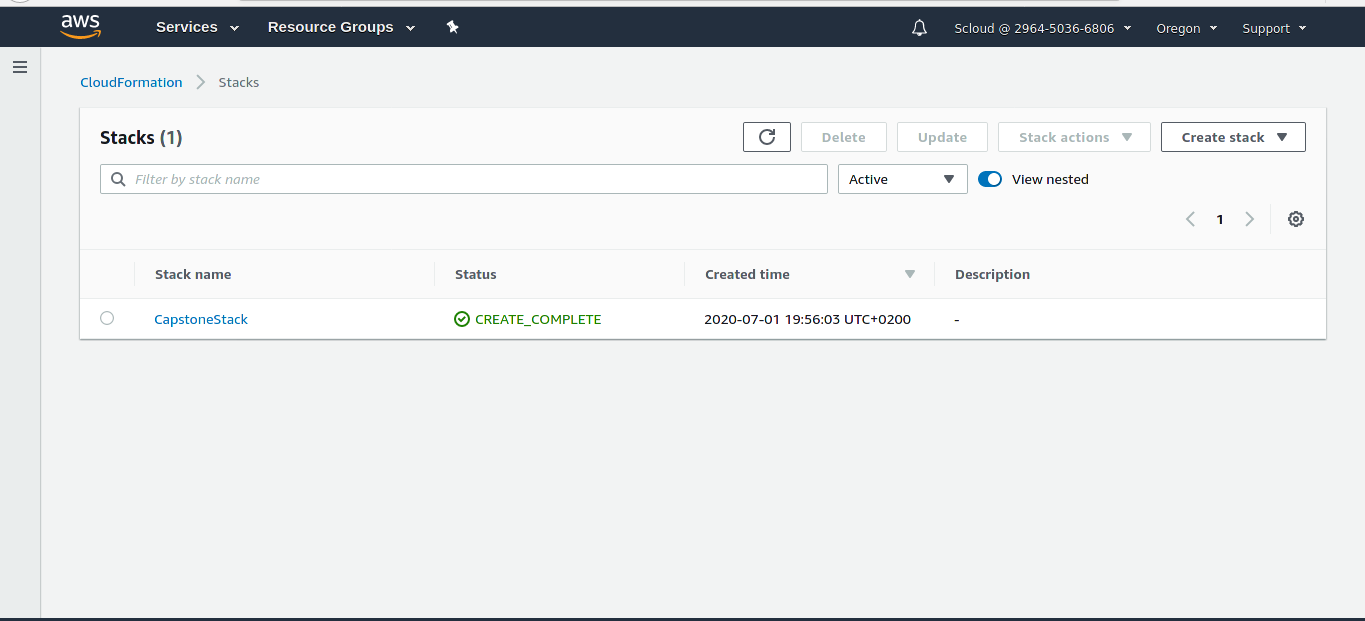 aws Services Resource Groups Scloud @ 2964-5036-6806 Oregon Support
CloudFormation Stacks
Stacks (1) Delete Update Stack actions Create stack
Filter by stack name Active View nested
1
Stack name Status Created time Description
CapstoneStack CREATE_COMPLETE 2020-07-01 19:56:03 UTC+0200 -